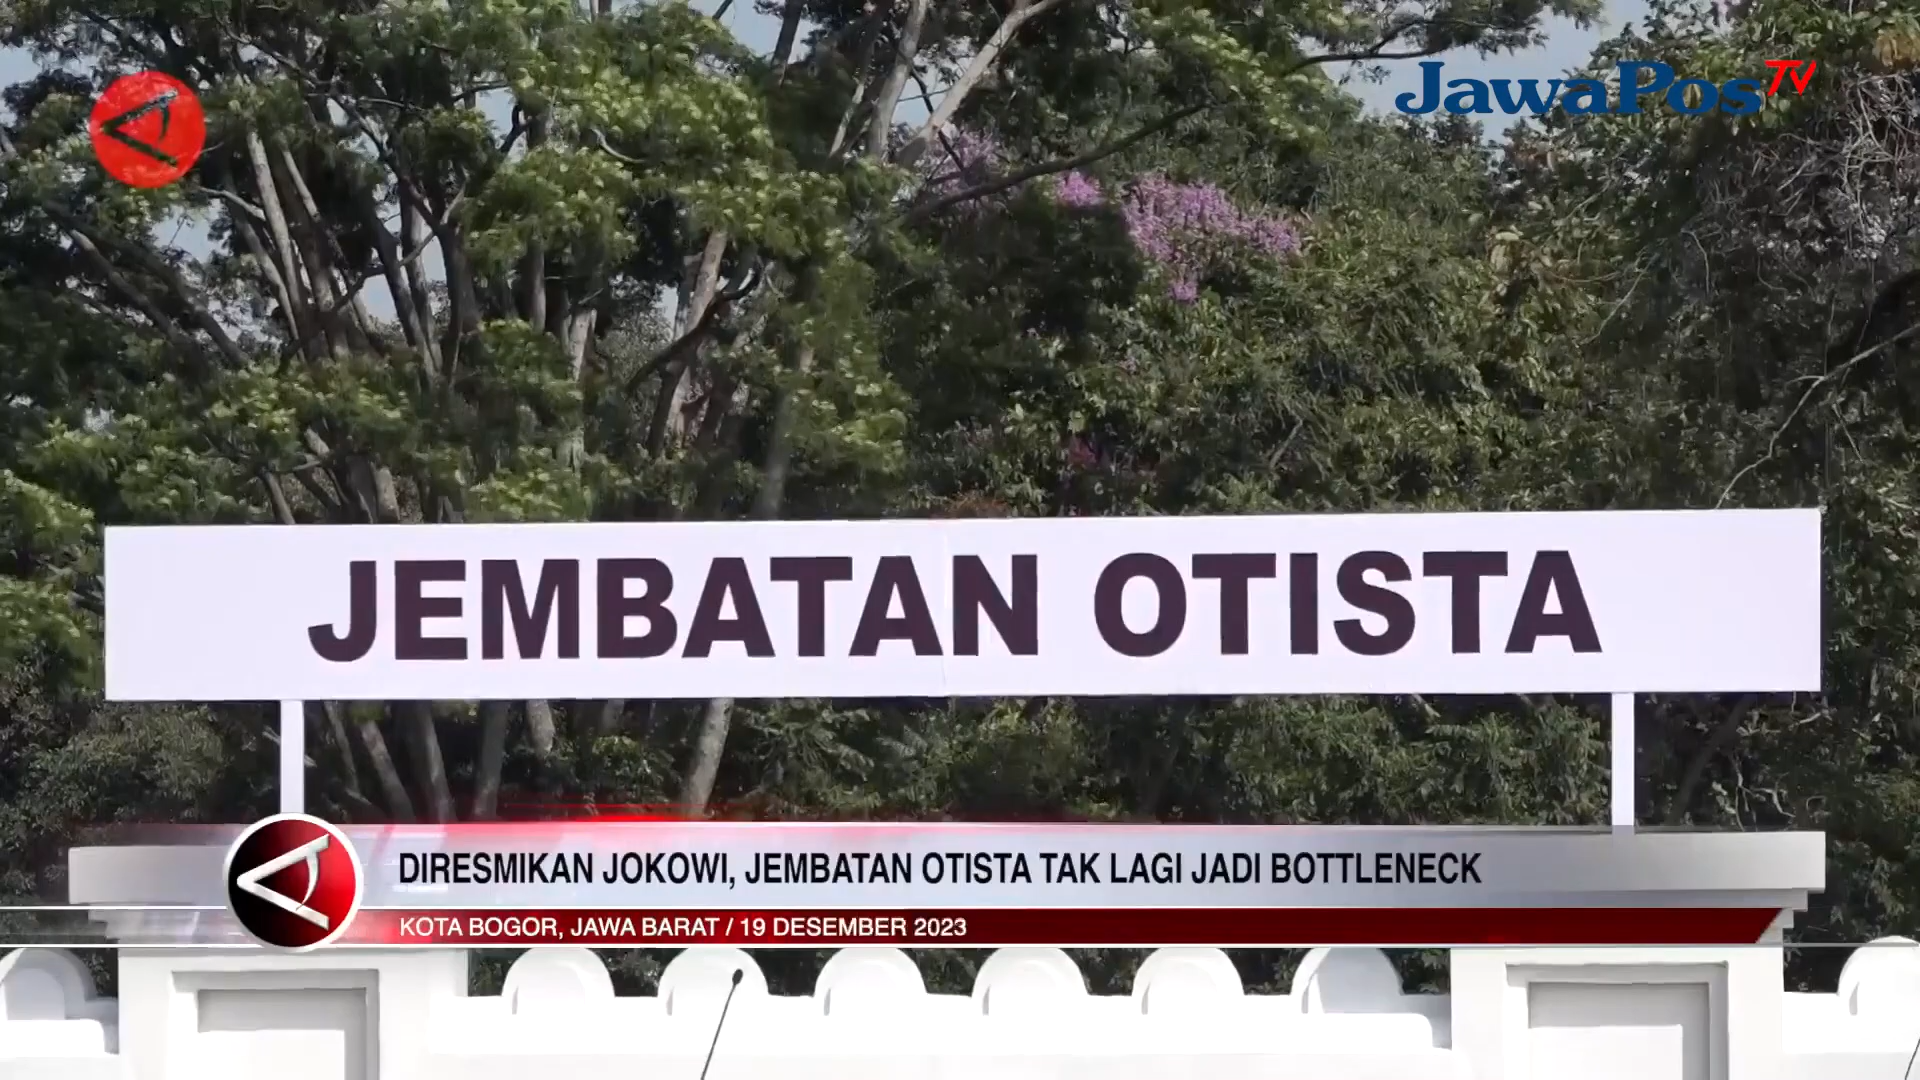 JawaPos TV
JEMBATAN OTISTA
DIRESMIKAN JOKOWI, JEMBATAN OTISTA TAK LAGI JADI BOTTLENECK
KOTA BOGOR, JAWA BARAT / 19 DESEMBER 2023